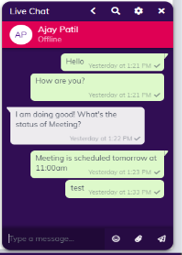 Live Chat
AP
Ajay Patil
Offline
Hello
Yesterday at 1:21 PM
How are you?
Yesterday at 1:21 PM
I am doing good! What's the
status of Meeting?
Yesterday at 1:22 PM
Meeting is scheduled tomorrow at
11:00am
Yesterday at 1:23 PM
test
Yesterday at 1:33 PM
Type a message...